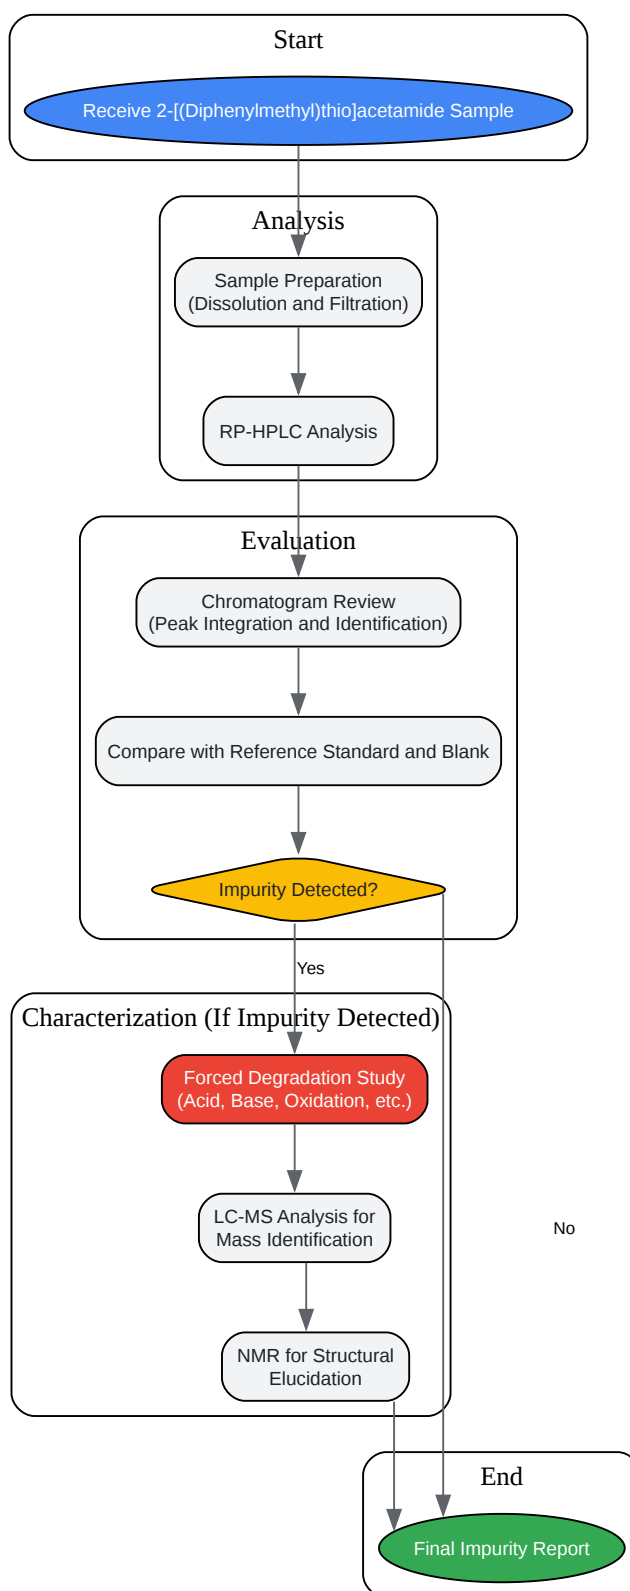 Start
Receive 2-[(Diphenylmethyl)thio]acetamide Sample
Analysis
Sample Preparation
(Dissolution and Filtration)
RP-HPLC Analysis
Evaluation
Chromatogram Review
(Peak Integration and Identification)
Compare with Reference Standard and Blank
Impurity Detected?
Yes
Characterization (If Impurity Detected)
Forced Degradation Study
(Acid, Base, Oxidation, etc.)
LC-MS Analysis for
Mass Identification
No
NMR for Structural
Elucidation
End
Final Impurity Report